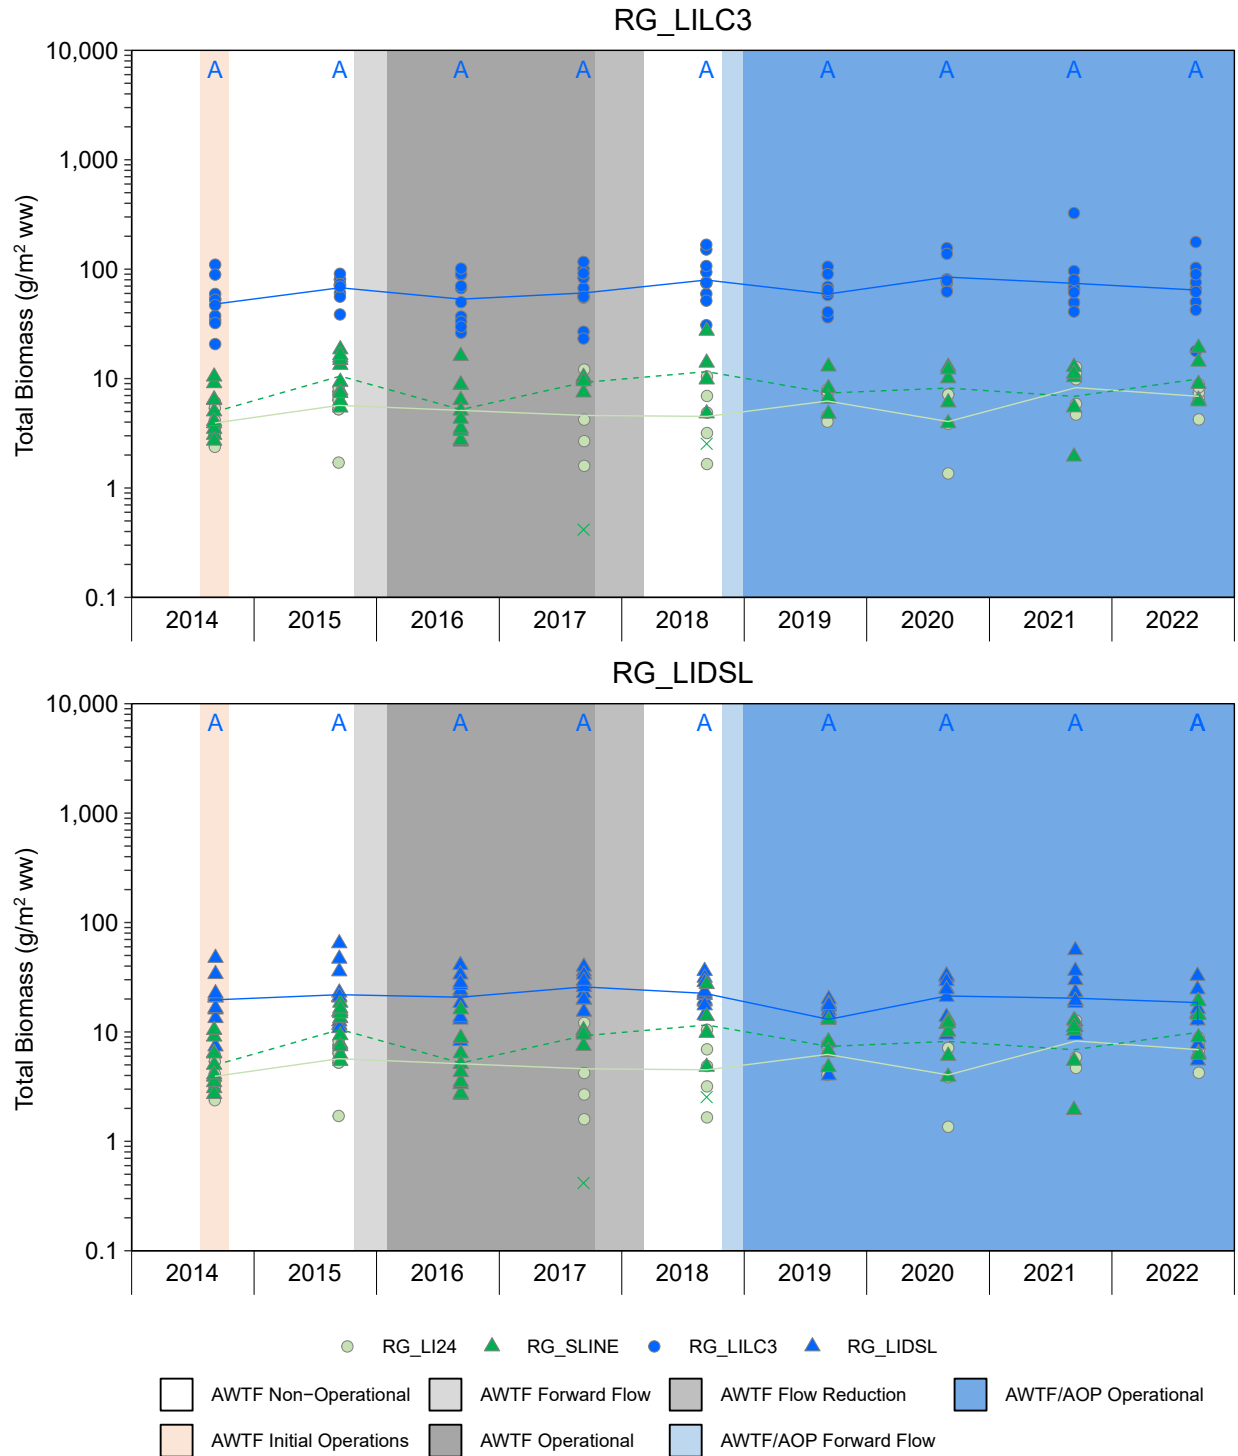 RG_LILC3
10,000
A A A A A A A A A
1,000
100
10
1
0.1
Total Biomass (g/m² ww)
2014 2015 2016 2017 2018 2019 2020 2021 2022
RG_LIDSL
10,000
A A A A A A A A A
1,000
100
10
1
0.1
Total Biomass (g/m² ww)
2014 2015 2016 2017 2018 2019 2020 2021 2022
RG_LI24 RG_SLINE RG_LILC3 RG_LIDSL
AWTF Non−Operational AWTF Forward Flow AWTF Flow Reduction AWTF/AOP Operational
AWTF Initial Operations AWTF Operational AWTF/AOP Forward Flow